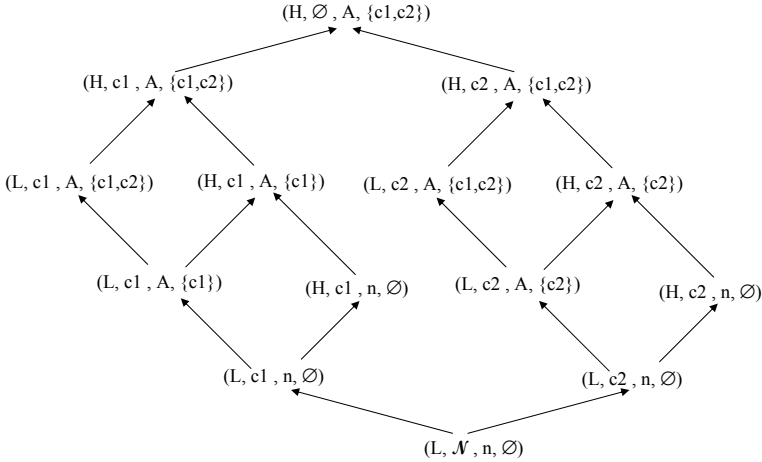 (H, ∅ , A, {c1,c2})
(H, c1 , A, {c1,c2})
(H, c2 , A, {c1,c2})
(L, c1 , A, {c1,c2})
(H, c1 , A, {c1})
(L, c2 , A, {c1,c2})
(H, c2 , A, {c2})
(L, c1 , A, {c1})
(H, c1 , n, ∅)
(L, c2 , A, {c2})
(H, c2 , n, ∅)
(L, c1 , n, ∅)
(L, c2 , n, ∅)
(L, 𝒩 , n, ∅)